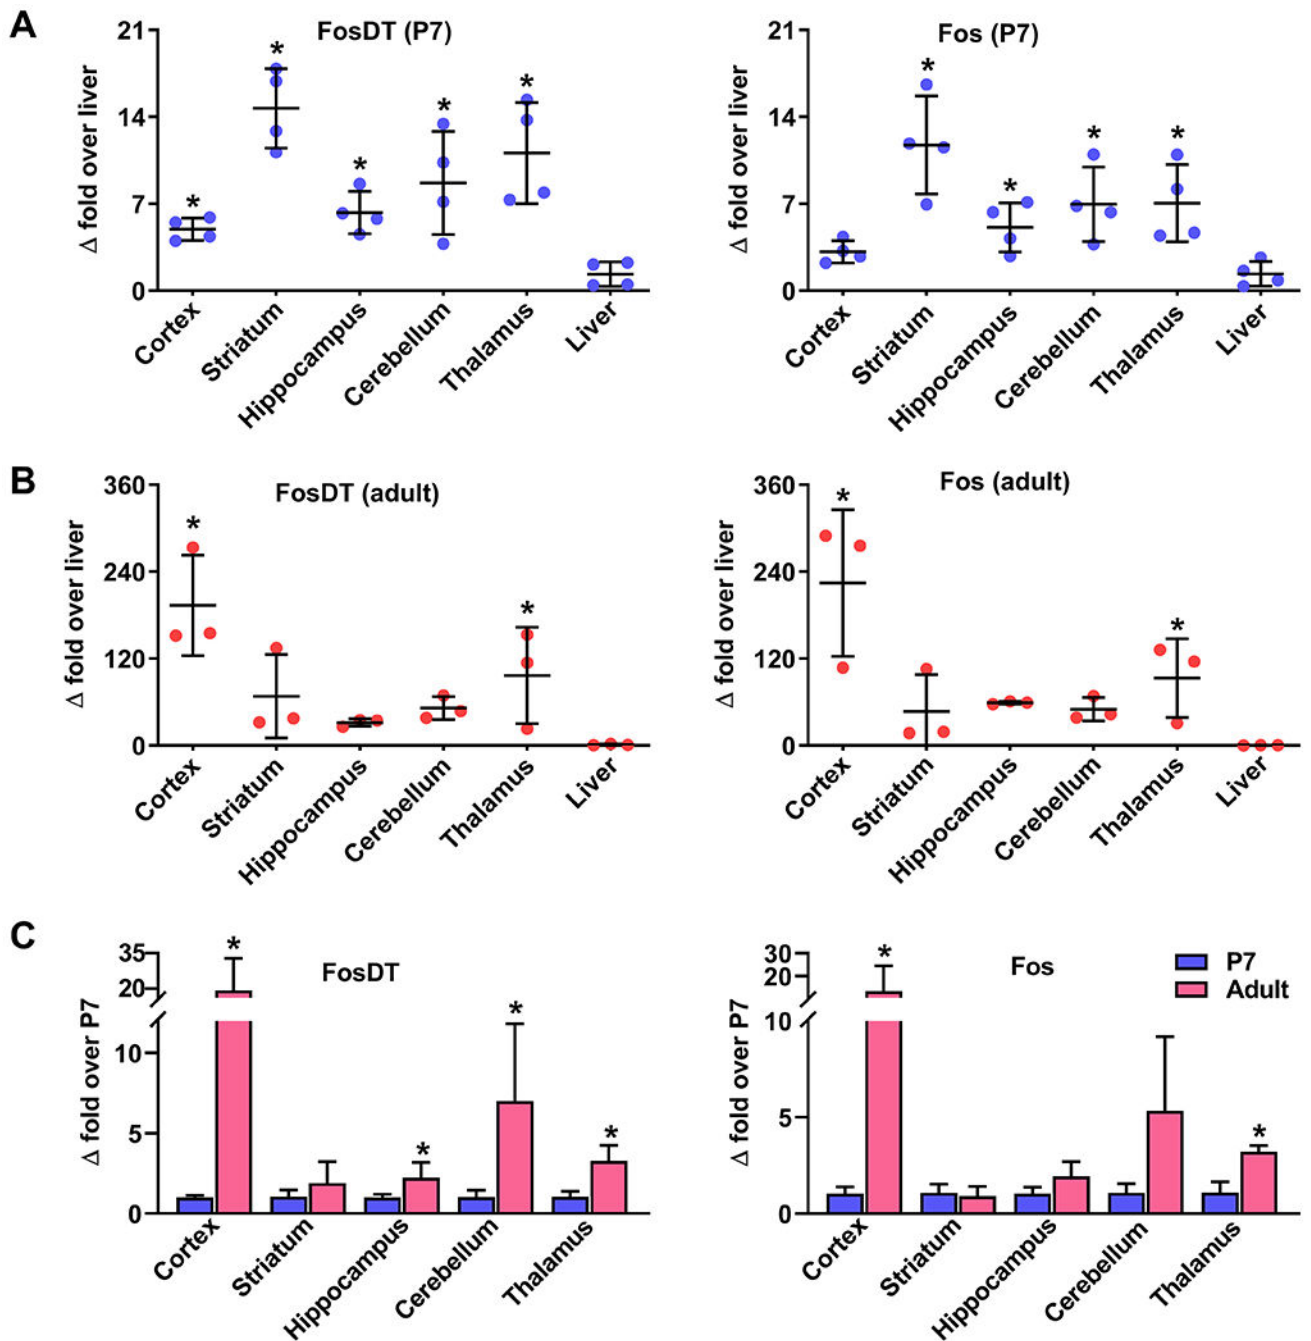 A
FosDT (P7)
Δ fold over liver
21
14
7
0
*
*
*
*
*
Cortex
Striatum
Hippocampus
Cerebellum
Thalamus
Liver
Fos (P7)
Δ fold over liver
21
14
7
0
*
*
*
*
Cortex
Striatum
Hippocampus
Cerebellum
Thalamus
Liver
B
FosDT (adult)
Δ fold over liver
360
240
120
0
*
*
Cortex
Striatum
Hippocampus
Cerebellum
Thalamus
Liver
Fos (adult)
Δ fold over liver
360
240
120
0
*
*
Cortex
Striatum
Hippocampus
Cerebellum
Thalamus
Liver
C
FosDT
Δ fold over P7
35
20
10
5
0
*
*
*
*
Cortex
Striatum
Hippocampus
Cerebellum
Thalamus
Fos
Δ fold over P7
30
20
10
5
0
*
*
P7
Adult
Cortex
Striatum
Hippocampus
Cerebellum
Thalamus